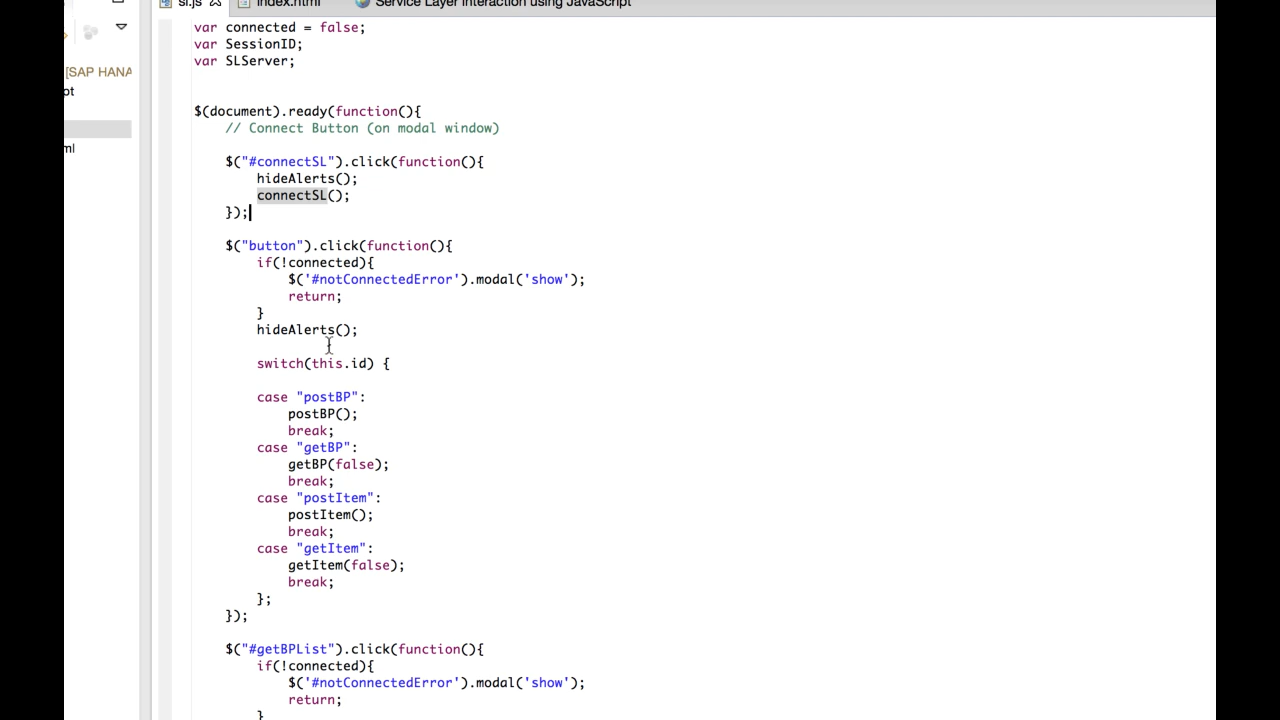 sl.js
index.html
Service Layer Interaction using JavaScript
[SAP HANA
pt
ml
var connected = false;
var SessionID;
var SLServer;
$(document).ready(function(){
// Connect Button (on modal window)
$("#connectSL").click(function(){
hideAlerts();
connectSL();
});
$("button").click(function(){
if(!connected){
$('#notConnectedError').modal('show');
return;
}
hideAlerts();
switch(this.id) {
case "postBP":
postBP();
break;
case "getBP":
getBP(false);
break;
case "postItem":
postItem();
break;
case "getItem":
getItem(false);
break;
};
});
$("#getBPList").click(function(){
if(!connected){
$('#notConnectedError').modal('show');
return;
}